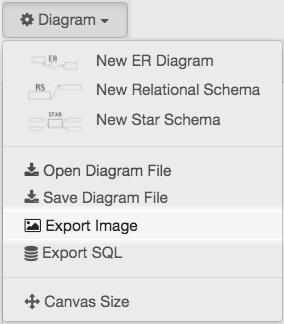 Diagram
ER New ER Diagram
RS New Relational Schema
STAR New Star Schema
Open Diagram File
Save Diagram File
Export Image
Export SQL
Canvas Size